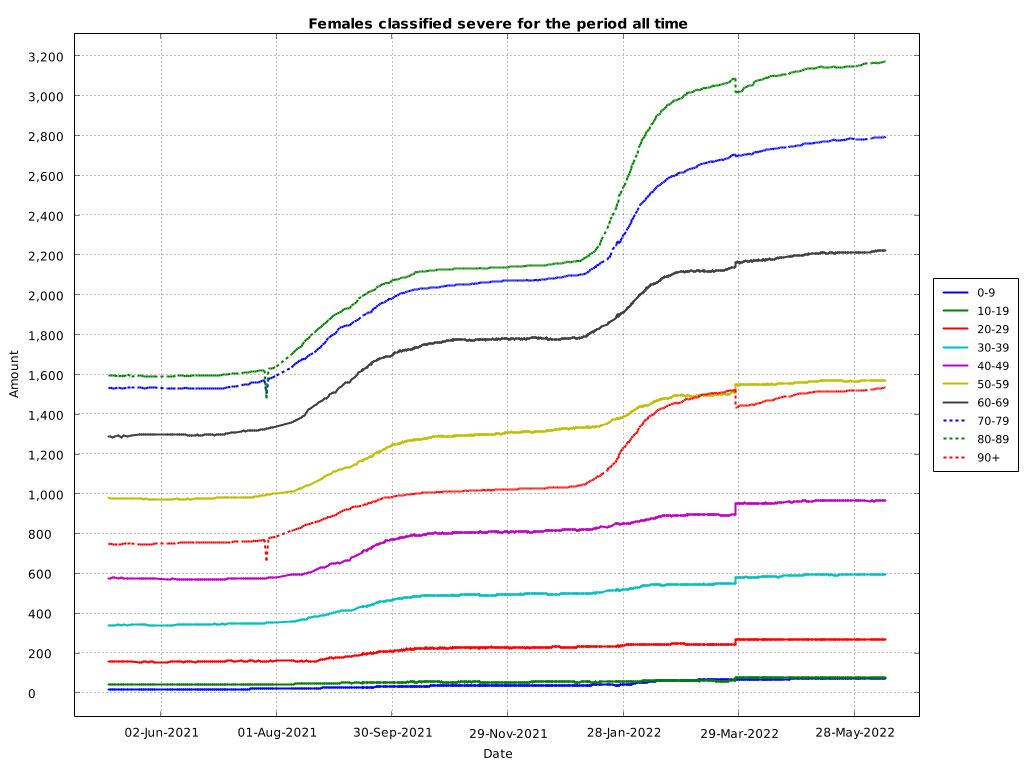 Females classified severe for the period all time
3,200
3,000
2,800
2,600
2,400
2,200
2,000
1,800
1,600
1,400
1,200
1,000
800
600
400
200
0
Amount
02-Jun-2021
01-Aug-2021
30-Sep-2021
29-Nov-2021
28-Jan-2022
29-Mar-2022
28-May-2022
Date
0-9
10-19
20-29
30-39
40-49
50-59
60-69
70-79
80-89
90+